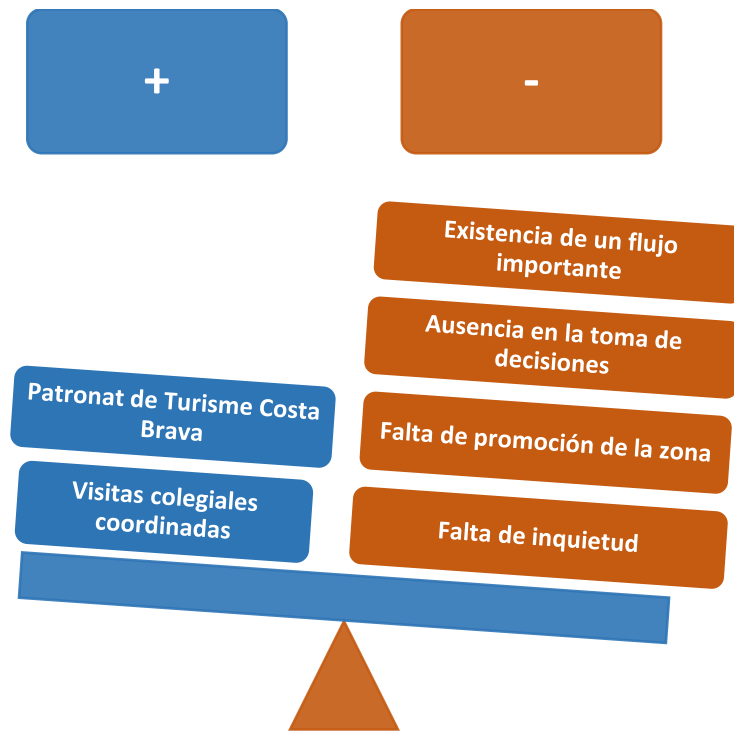 +
-
Existencia de un flujo
importante
Ausencia en la toma de
decisiones
Patronat de Turisme Costa
Brava
Falta de promoción de la zona
Visitas colegiales
coordinadas
Falta de inquietud